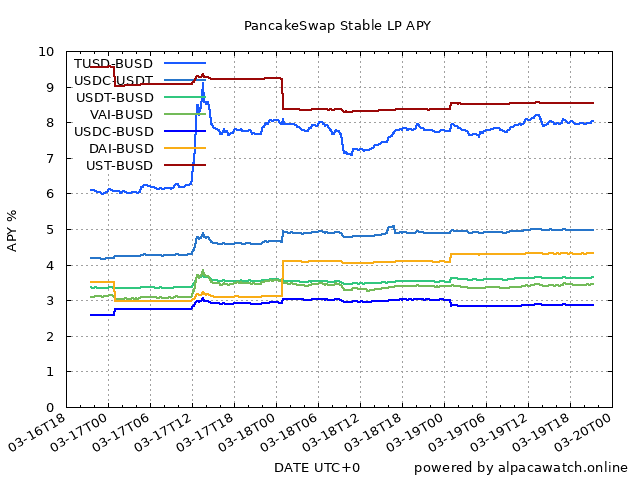 PancakeSwap Stable LP APY
10
9
8
7
6
5
4
3
2
1
0
APY %
TUSD-BUSD
USDC-USDT
USDT-BUSD
VAI-BUSD
USDC-BUSD
DAI-BUSD
UST-BUSD
03-16T18
03-17T00
03-17T06
03-17T12
03-17T18
03-18T00
03-18T06
03-18T12
03-18T18
03-19T00
03-19T06
03-19T12
03-19T18
03-20T00
DATE UTC+0
powered by alpacawatch.online